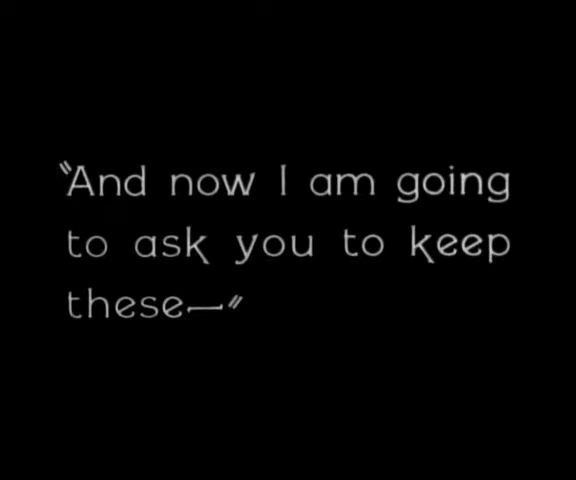 "And now I am going
to ask you to keep
these—"